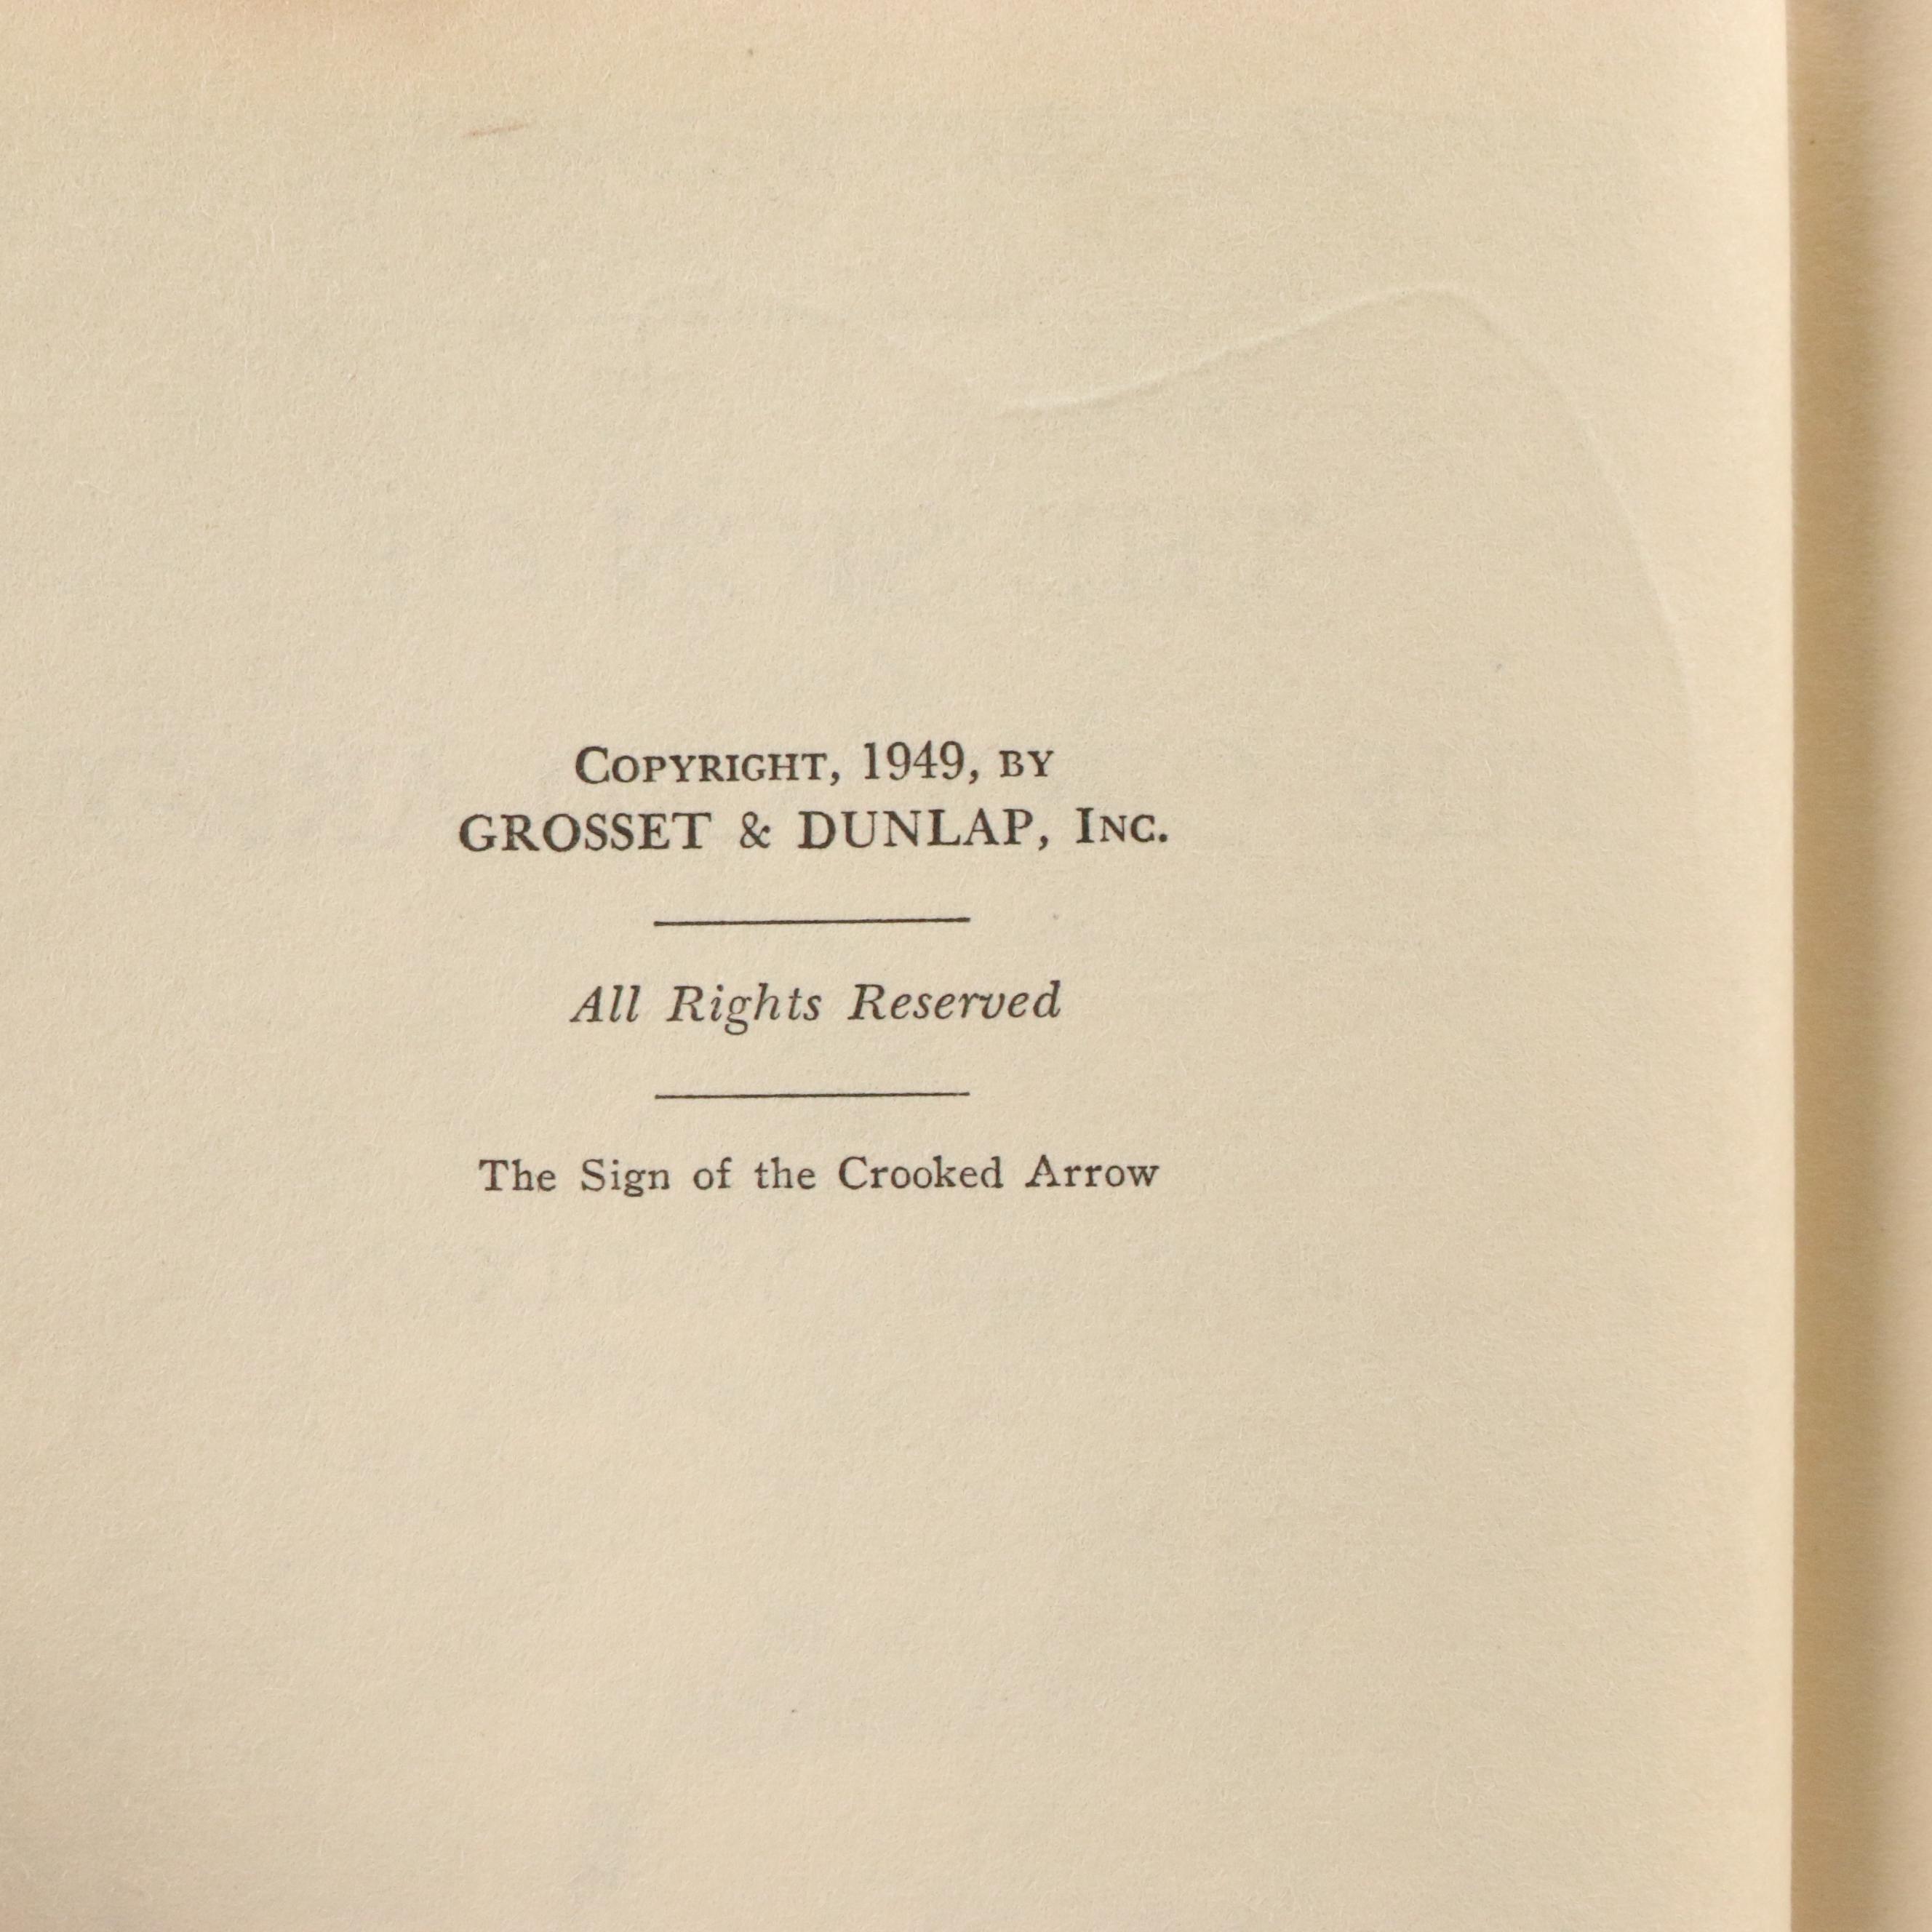 Copyright, 1949, by
GROSSET & DUNLAP, Inc.
All Rights Reserved
The Sign of the Crooked Arrow